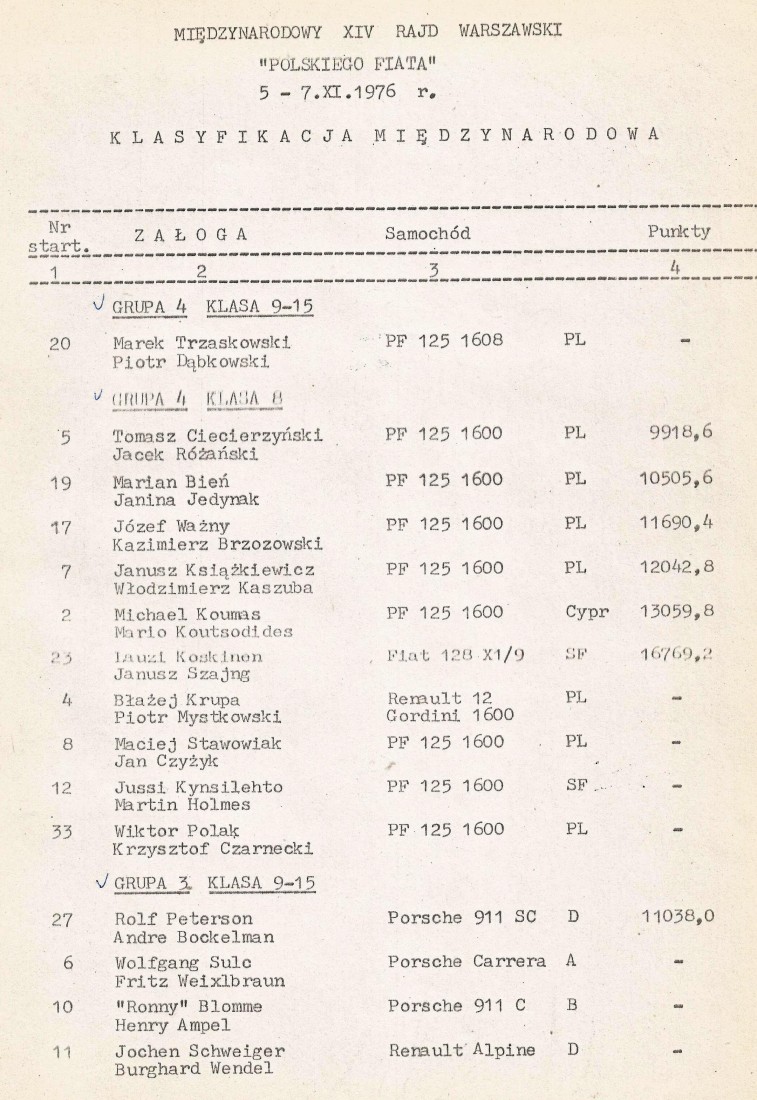 MIĘDZYNARODOWY XIV RAJD WARSZAWSKI
"POLSKIEGO FIATA"
5 - 7.XI.1976 r.
KLASYFIKACJA MIĘDZYNARODOWA
Nr start. ZAŁOGA Samochód Punkty
1 2 3 4
GRUPA 4 KLASA 9-15
20 Marek Trzaskowski PF 125 1608 PL -
Piotr Dąbkowski
GRUPA 4 KLASA 8
5 Tomasz Ciecierzyński PF 125 1600 PL 9918,6
Jacek Różański
19 Marian Bień PF 125 1600 PL 10505,6
Janina Jedynak
17 Józef Ważny PF 125 1600 PL 11690,4
Kazimierz Brzozowski
7 Janusz Książkiewicz PF 125 1600 PL 12042,8
Włodzimierz Kaszuba
2 Michael Koumas PF 125 1600 Cypr 13059,8
Mario Koutsodides
23 Tauzi Koskinen Fiat 128 X1/9 SF 16769,2
Janusz Szajng
4 Błażej Krupa Renault 12 PL -
Piotr Mystkowski Gordini 1600
8 Maciej Stawowiak PF 125 1600 PL -
Jan Czyżyk
12 Jussi Kynsilehto PF 125 1600 SF -
Martin Holmes
33 Wiktor Polak PF 125 1600 PL -
Krzysztof Czarnecki
GRUPA 3 KLASA 9-15
27 Rolf Peterson Porsche 911 SC D 11038,0
Andre Bockelman
6 Wolfgang Sulc Porsche Carrera A -
Fritz Weixlbraun
10 "Ronny" Blomme Porsche 911 C B -
Henry Ampel
11 Jochen Schweiger Renault Alpine D -
Burghard Wendel